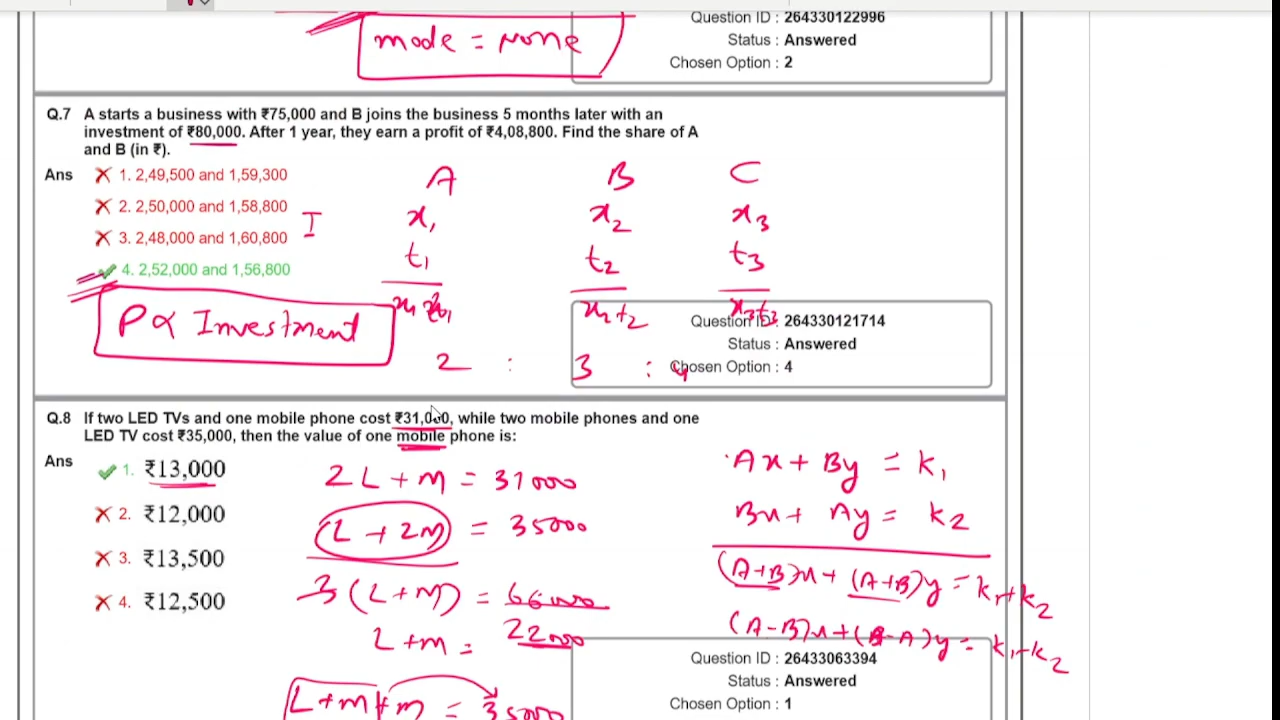 Question ID : 264330122996
mode = None
Status : Answered
Chosen Option : 2
Q.7 A starts a business with ₹75,000 and B joins the business 5 months later with an
investment of ₹80,000. After 1 year, they earn a profit of ₹4,08,800. Find the share of A
and B (in ₹).
Ans 1. 2,49,500 and 1,59,300
2. 2,50,000 and 1,58,800
3. 2,48,000 and 1,60,800
4. 2,52,000 and 1,56,800
A B C
I x₁ x₂ x₃
t₁ t₂ t₃
x₂t₂ x₃t₃
P∝ Investment
2 : 3 : 4
Question ID : 264330121714
Status : Answered
Chosen Option : 4
Q.8 If two LED TVs and one mobile phone cost ₹31,000, while two mobile phones and one
LED TV cost ₹35,000, then the value of one mobile phone is:
Ans 1. ₹13,000
2. ₹12,000
3. ₹13,500
4. ₹12,500
2L+m = 31000
(L + 2m) = 35000
3(L+m) = 66000
L+m = 22000
L+m+m = 35000
Ax + By = k₁
Bx + Ay = k₂
(A+B)x + (A+B)y = k₁+k₂
(A-B)x + (B-A)y = k₁-k₂
Question ID : 26433063394
Status : Answered
Chosen Option : 1